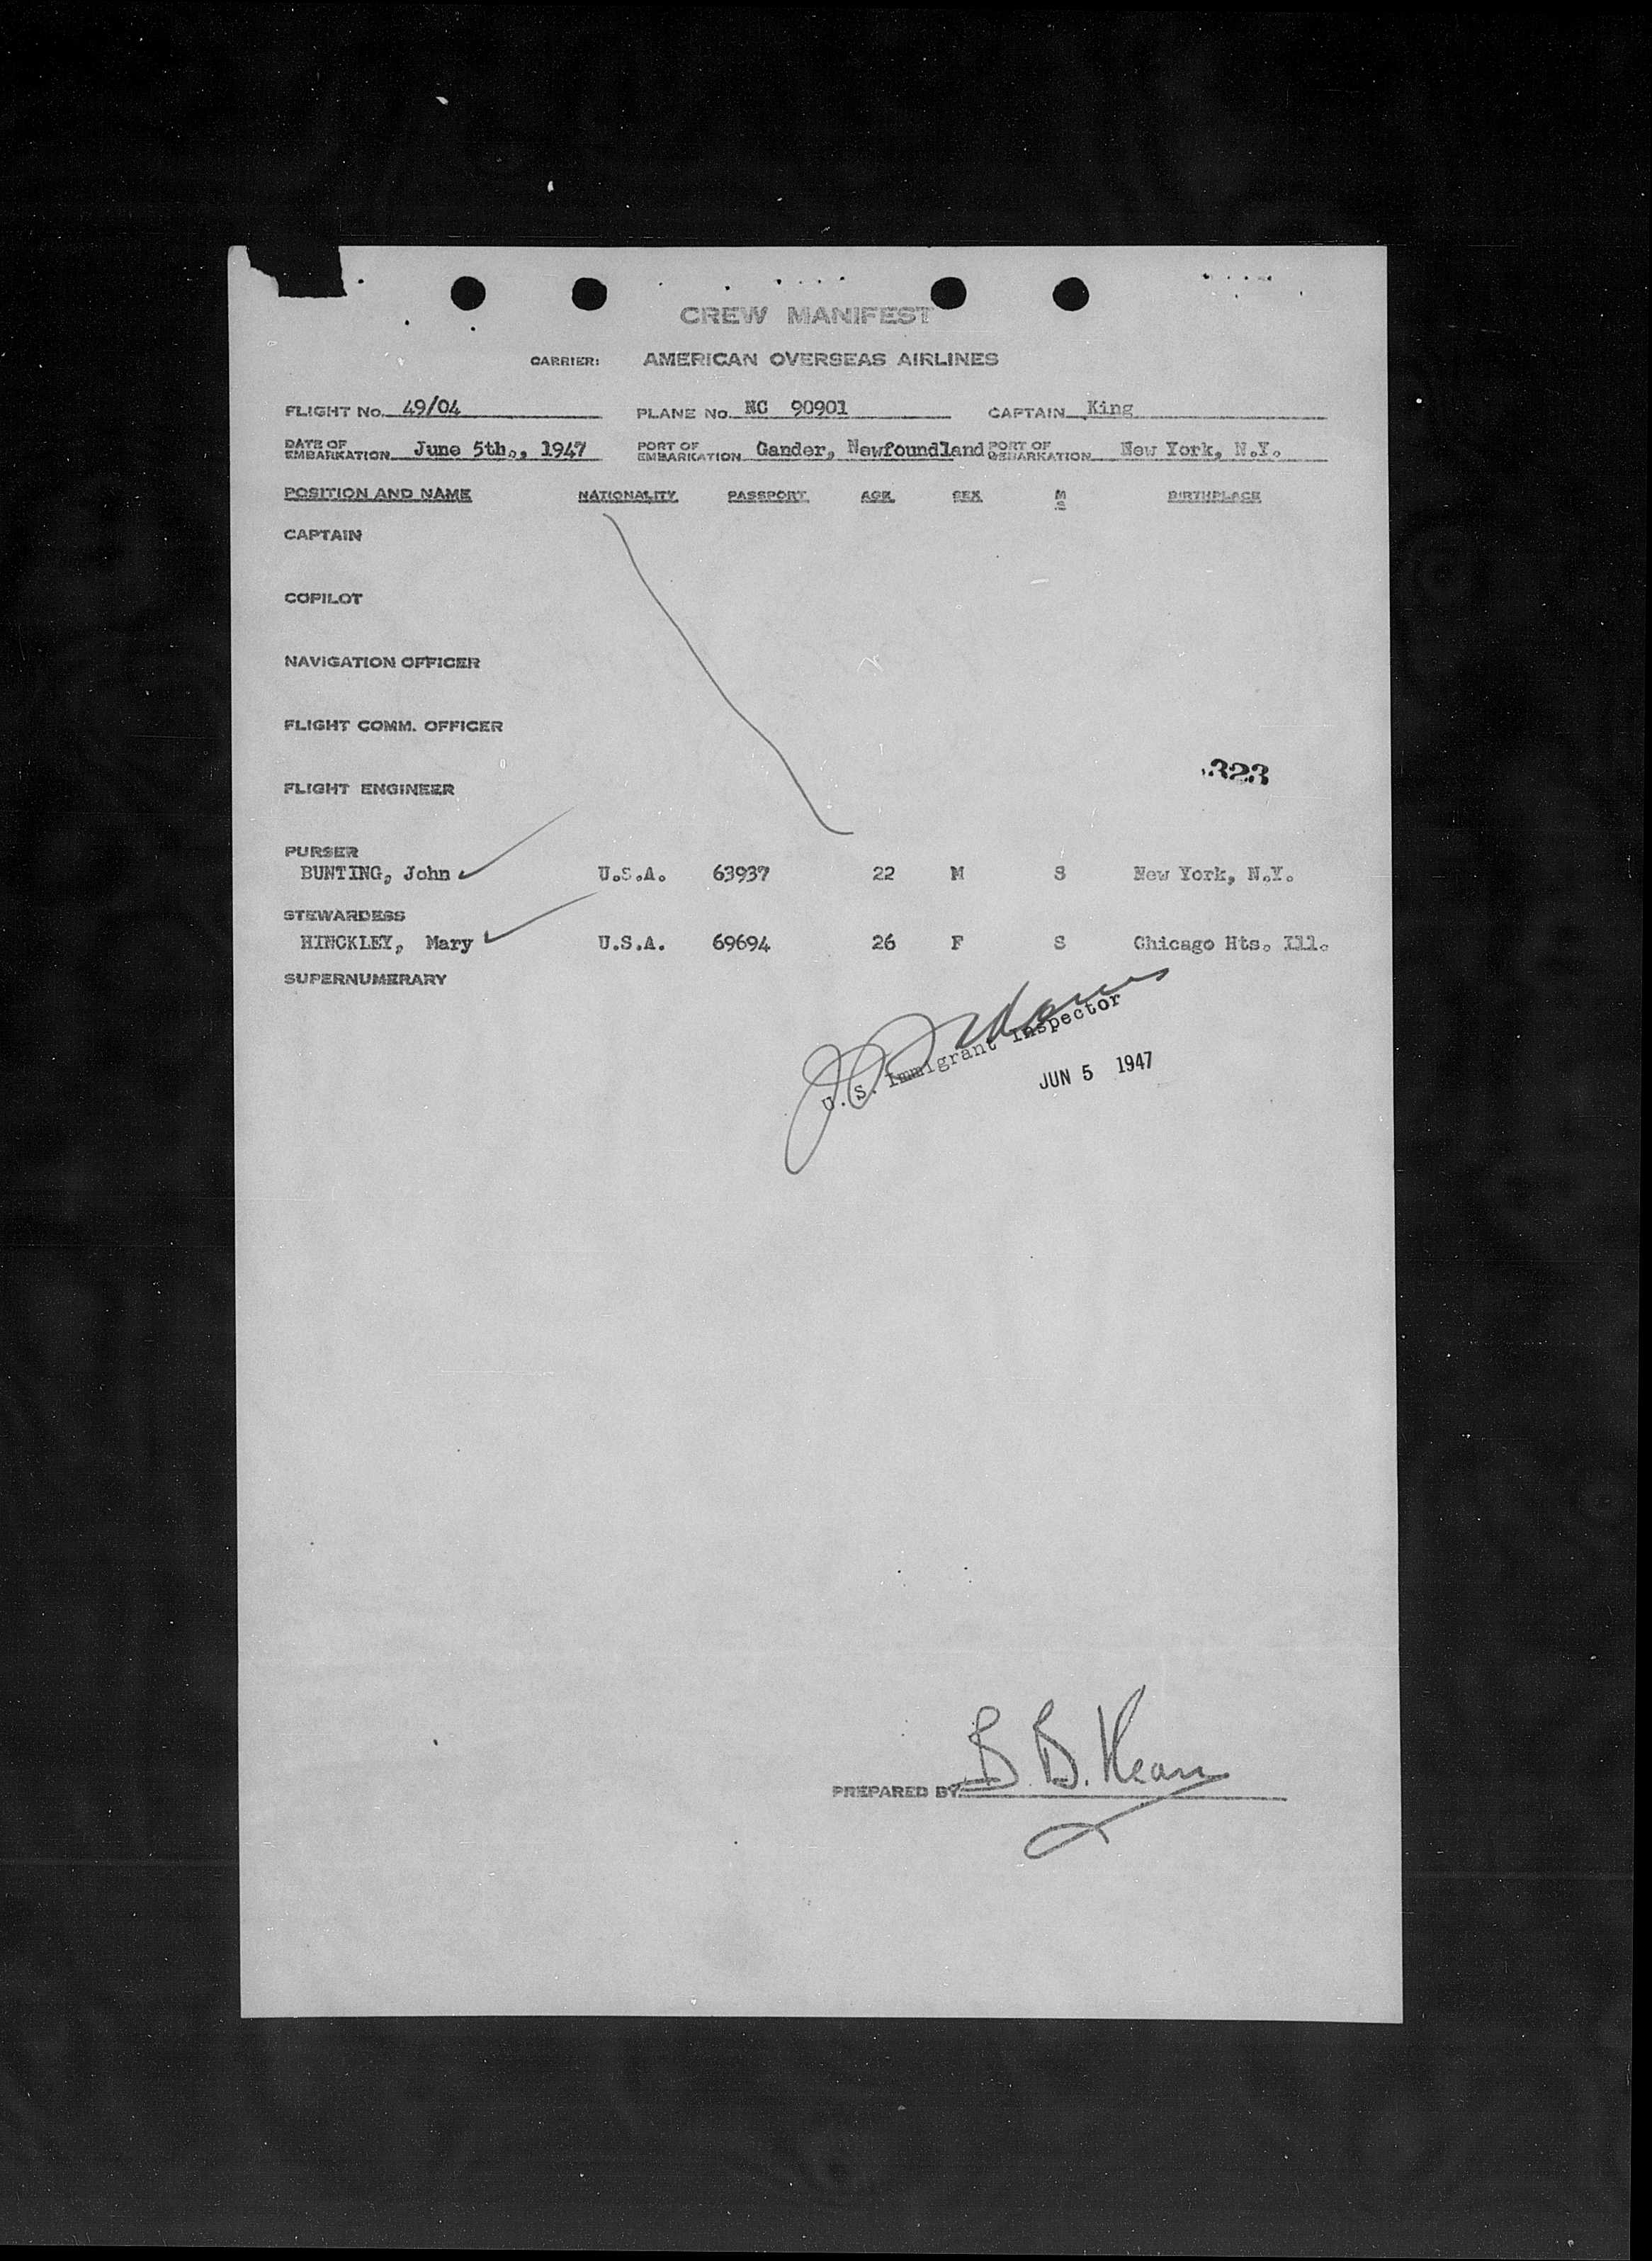 CREW MANIFEST
CARRIER: AMERICAN OVERSEAS AIRLINES
FLIGHT No. 49/04 PLANE No. NC 90901 CAPTAIN King
DATE OF EMBARKATION June 5th., 1947 PORT OF EMBARKATION Gander, Newfoundland PORT OF DEBARKATION New York, N.Y.
POSITION AND NAME NATIONALITY PASSPORT AGE SEX M S BIRTHPLACE
CAPTAIN
COPILOT
NAVIGATION OFFICER
FLIGHT COMM. OFFICER
323
FLIGHT ENGINEER
PURSER
BUNTING, John U.S.A. 63937 22 M S New York, N.Y.
STEWARDESS
HINCKLEY, Mary U.S.A. 69694 26 F S Chicago Hts. Ill.
SUPERNUMERARY
U. S. Immigrant Inspector
JUN 5 1947
PREPARED BY B. B. Kean